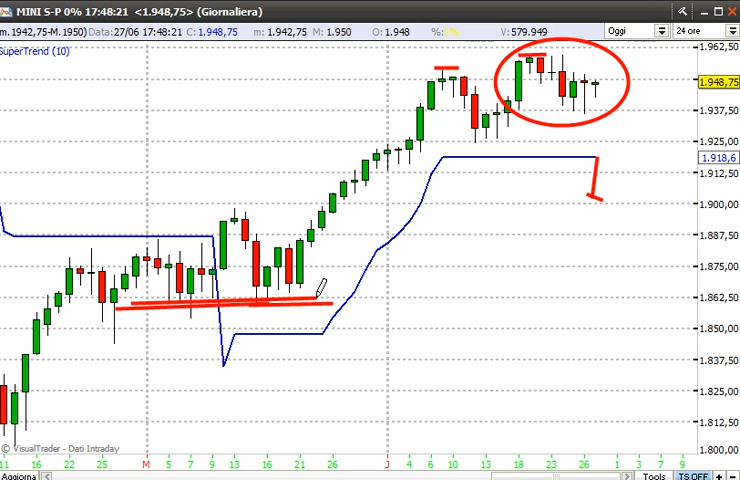 MINI S-P 0% 17:48:21 <1.948,75> (Giornaliera)
m.1942,75-M.1950) Data:27/06 17:48:21 C: 1.948,75 m: 1.942,75 M: 1.950 O: 1.948 %: 0% V: 579.949 Oggi 24 ore
SuperTrend (10)
1.962,50
1.948,75
1.937,50
1.925,00
1.918,6
1.912,50
1.900,00
1.887,50
1.875,00
1.862,50
1.850,00
1.837,50
1.825,00
1.812,50
1.800,00
© VisualTrader - Dati Intraday
11 16 22 25 M 5 7 9 13 16 21 26 J 4 6 10 12 16 18 23 26 1 3 7 9
Aggiorna Tools TS OFF